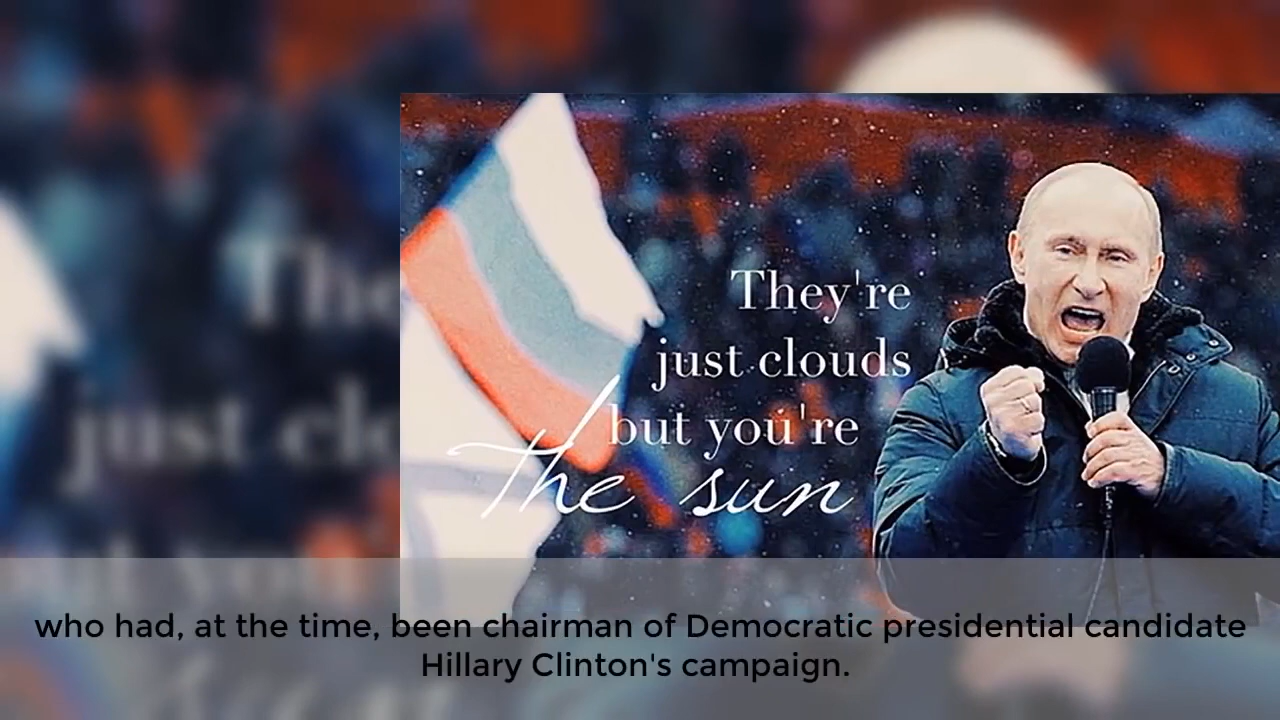 They're
just clouds
but you're
the sun
who had, at the time, been chairman of Democratic presidential candidate
Hillary Clinton's campaign.